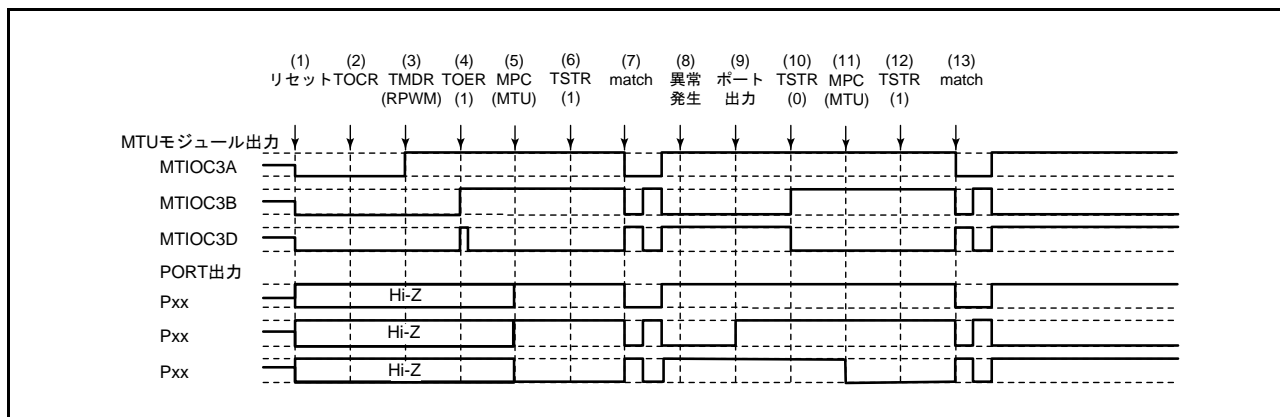 (1) (2) (3) (4) (5) (6) (7) (8) (9) (10) (11) (12) (13)
リセット TOCR TMDR TOER MPC TSTR match 異常 ポート TSTR MPC TSTR match
(RPWM) (1) (MTU) (1) 発生 出力 (0) (MTU) (1)
MTUモジュール出力
MTIOC3A
MTIOC3B
MTIOC3D
PORT出力
Pxx Hi-Z
Pxx Hi-Z
Pxx Hi-Z